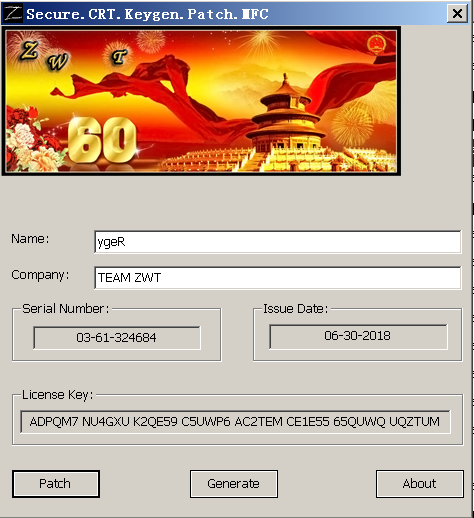 Secure.CRT.Keygen.Patch.MFC
Z W T
60
Name:
ygeR
Company:
TEAM ZWT
Serial Number:
03-61-324684
Issue Date:
06-30-2018
License Key:
ADPQM7 NU4GXU K2QE59 C5UWP6 AC2TEM CE1E55 65QUWQ UQZTUM
Patch
Generate
About